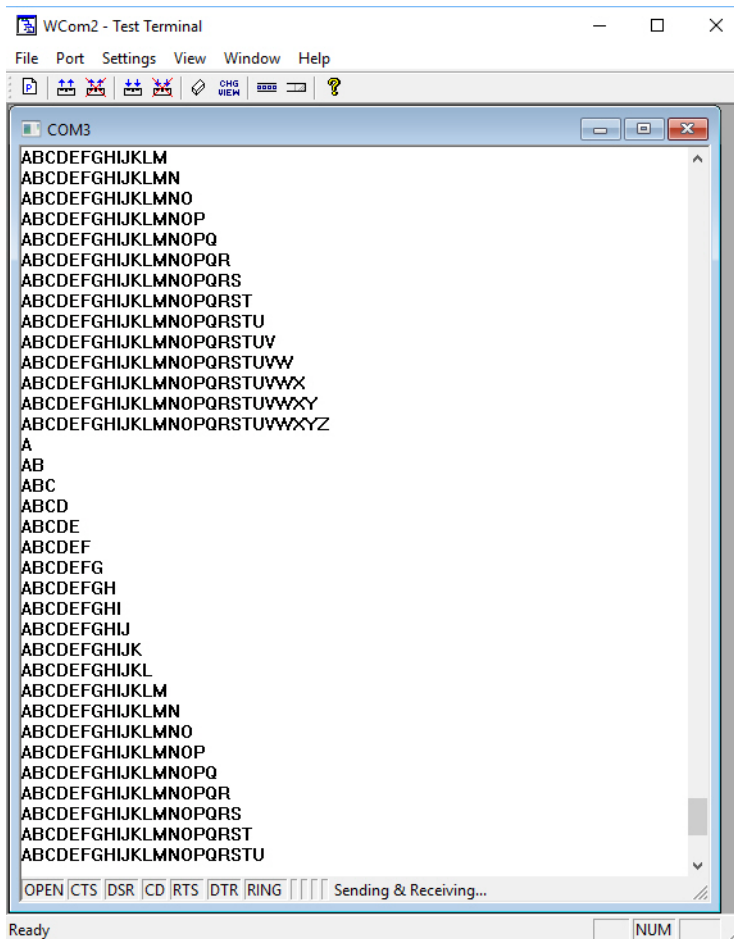 WCom2 - Test Terminal
File Port Settings View Window Help
P CHG VIEW ?
COM3
ABCDEFGHIJKLM
ABCDEFGHIJKLMN
ABCDEFGHIJKLMNO
ABCDEFGHIJKLMNOP
ABCDEFGHIJKLMNOPQ
ABCDEFGHIJKLMNOPQR
ABCDEFGHIJKLMNOPQRS
ABCDEFGHIJKLMNOPQRST
ABCDEFGHIJKLMNOPQRSTU
ABCDEFGHIJKLMNOPQRSTUV
ABCDEFGHIJKLMNOPQRSTUVW
ABCDEFGHIJKLMNOPQRSTUVWX
ABCDEFGHIJKLMNOPQRSTUVWXY
ABCDEFGHIJKLMNOPQRSTUVWXYZ
A
AB
ABC
ABCD
ABCDE
ABCDEF
ABCDEFG
ABCDEFGH
ABCDEFGHI
ABCDEFGHIJ
ABCDEFGHIJK
ABCDEFGHIJKL
ABCDEFGHIJKLM
ABCDEFGHIJKLMN
ABCDEFGHIJKLMNO
ABCDEFGHIJKLMNOP
ABCDEFGHIJKLMNOPQ
ABCDEFGHIJKLMNOPQR
ABCDEFGHIJKLMNOPQRS
ABCDEFGHIJKLMNOPQRST
ABCDEFGHIJKLMNOPQRSTU
OPEN CTS DSR CD RTS DTR RING Sending & Receiving...
Ready NUM